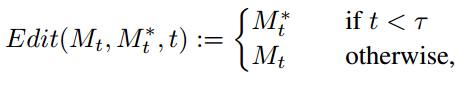 Edit(M_t, M_t^*, t) := { M_t^*    if t < τ
M_t    otherwise,